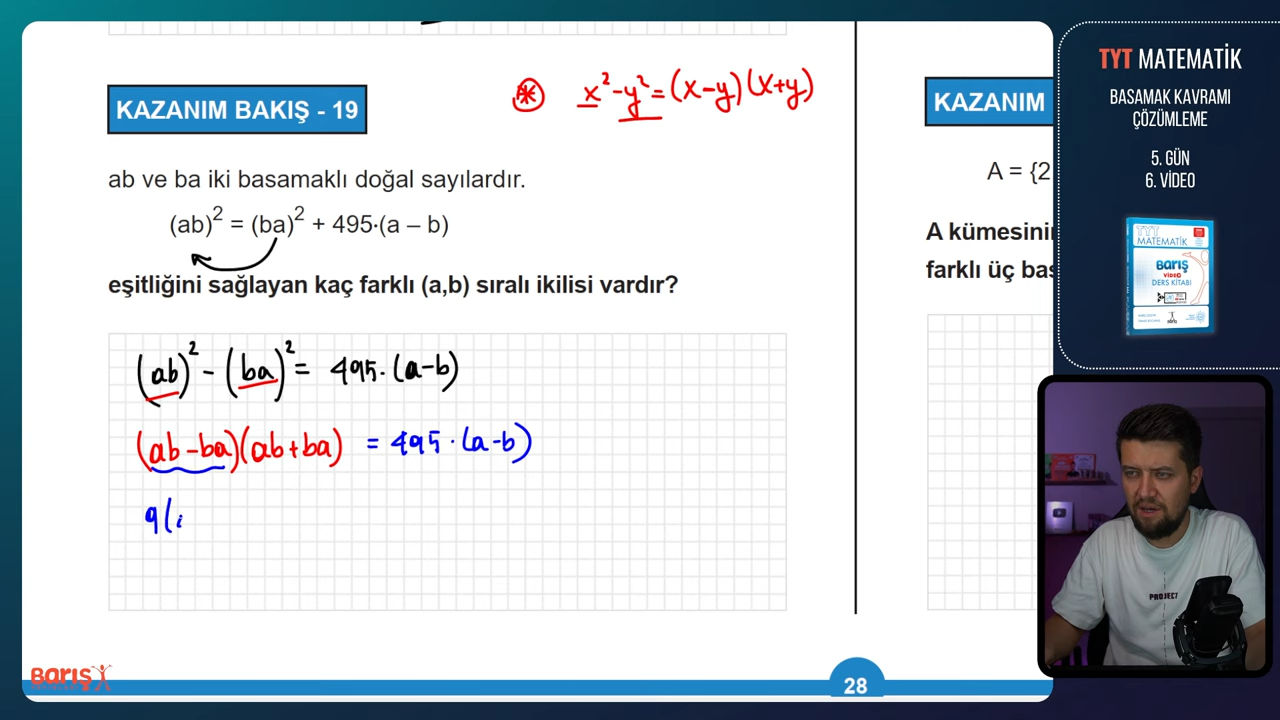 KAZANIM BAKIŞ - 19
* x² - y² = (x-y)(x+y)
ab ve ba iki basamaklı doğal sayılardır.
(ab)² = (ba)² + 495·(a – b)
eşitliğini sağlayan kaç farklı (a,b) sıralı ikilisi vardır?
(ab)² - (ba)² = 495·(a-b)
(ab-ba)(ab+ba) = 495·(a-b)
9(
28
Barış
KAZANIM
A = {2
A kümesinin
farklı üç bas
TYT MATEMATİK
BASAMAK KAVRAMI
ÇÖZÜMLEME
5. GÜN
6. VİDEO
TYT
MATEMATİK
Barış
VİDEO
DERS KİTABI
PROJECT